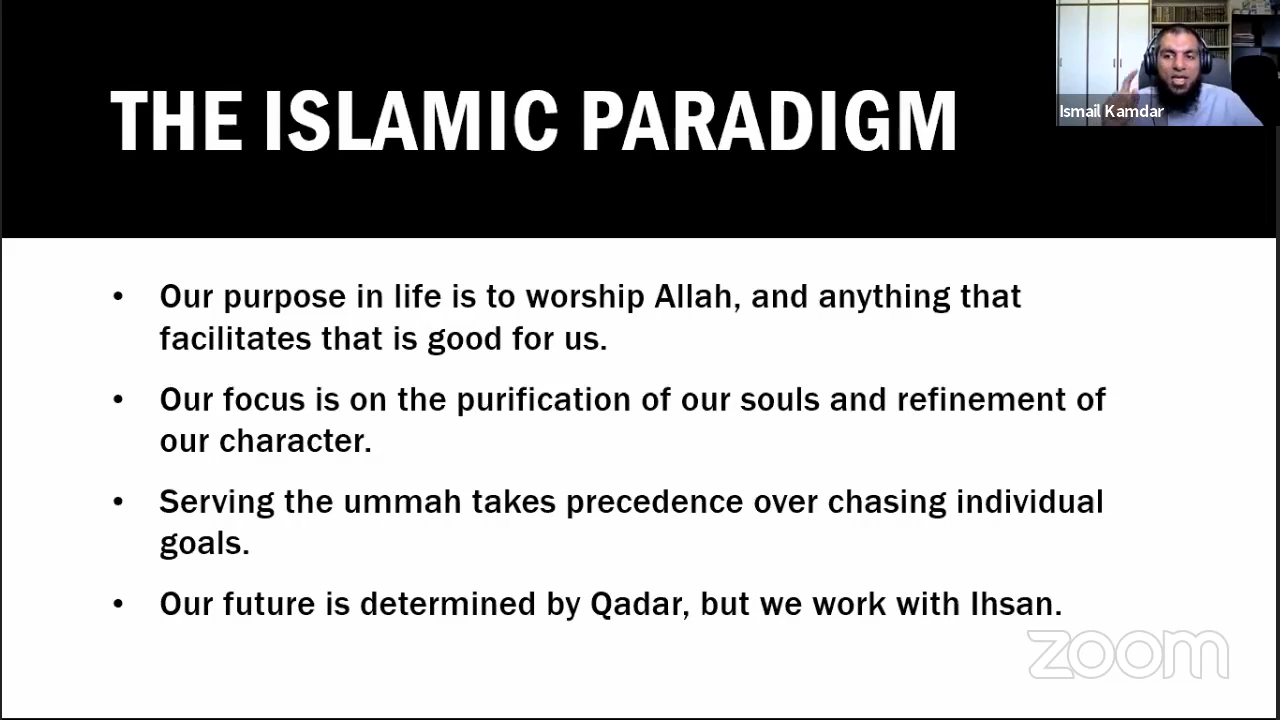 THE ISLAMIC PARADIGM
Ismail Kamdar
• Our purpose in life is to worship Allah, and anything that
facilitates that is good for us.
• Our focus is on the purification of our souls and refinement of
our character.
• Serving the ummah takes precedence over chasing individual
goals.
• Our future is determined by Qadar, but we work with Ihsan.
zoom